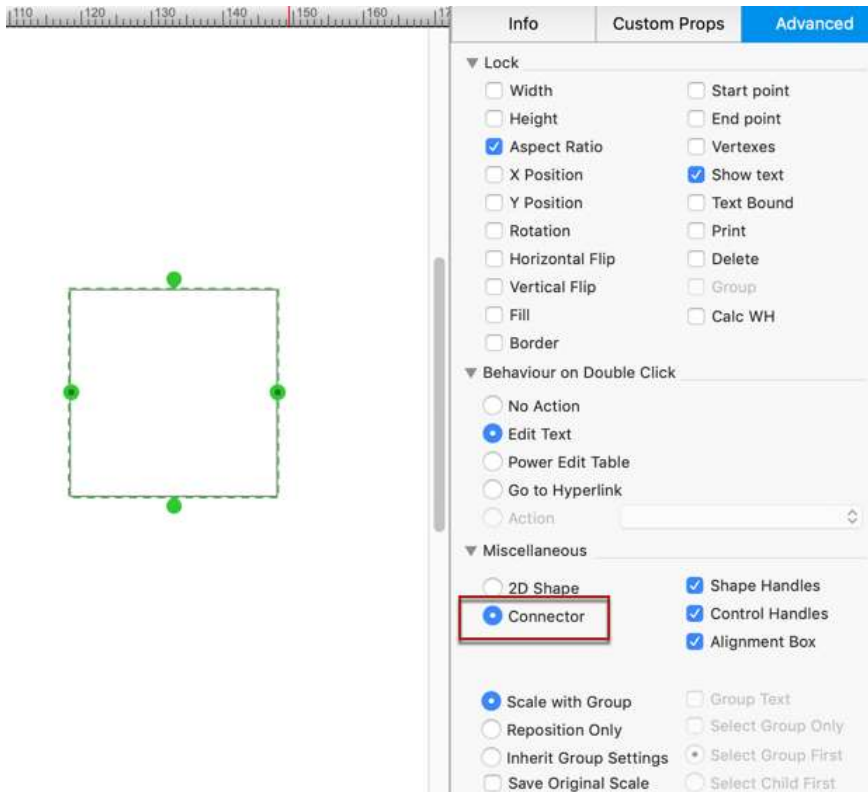 110 120 130 140 150 160 17
Info Custom Props Advanced
Lock
Width Start point
Height End point
Aspect Ratio Vertexes
X Position Show text
Y Position Text Bound
Rotation Print
Horizontal Flip Delete
Vertical Flip Group
Fill Calc WH
Border
Behaviour on Double Click
No Action
Edit Text
Power Edit Table
Go to Hyperlink
Action
Miscellaneous
2D Shape Shape Handles
Connector Control Handles
Alignment Box
Scale with Group Group Text
Reposition Only Select Group Only
Inherit Group Settings Select Group First
Save Original Scale Select Child First